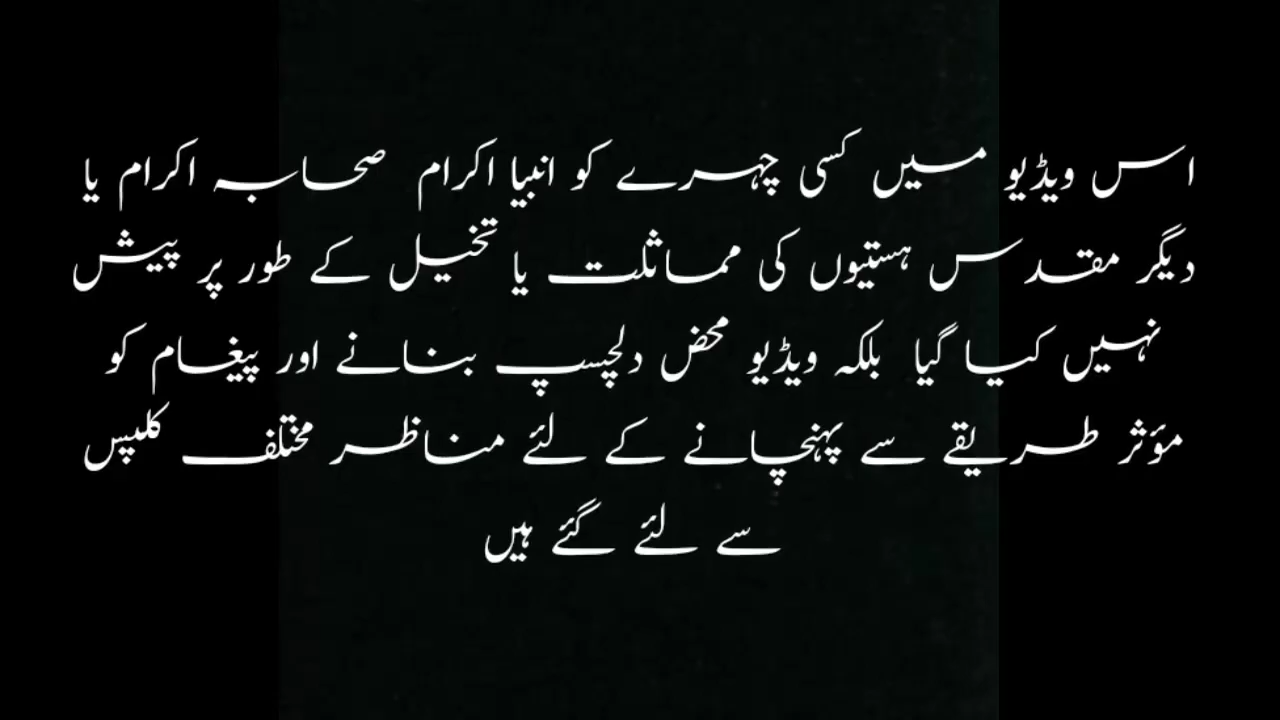 اس ویڈیو میں کسی چہرے کو انبیا اکرام صحابہ اکرام یا
دیگر مقدس ہستیوں کی مماثلت یا تخیل کے طور پر پیش
نہیں کیا گیا بلکہ ویڈیو محض دلچسپ بنانے اور پیغام کو
مؤثر طریقے سے پہنچانے کے لئے مناظر مختلف کلپس
سے لئے گئے ہیں